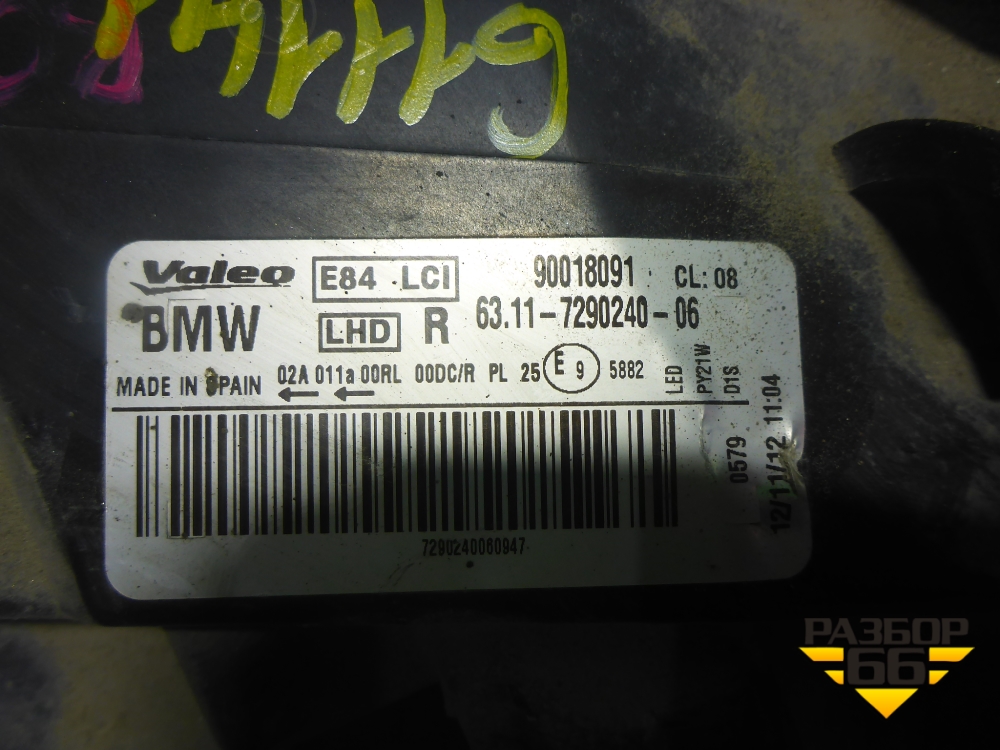 Valeo E84 LCI 90018091 CL: 08
BMW LHD R 63.11-7290240-06
MADE IN SPAIN 02A 011a 00RL 00DC/R PL 25 E 9 5882
LED
PY21W
D1S
0579
12/11/12 11:04
7290240060947
РАЗБОР
66